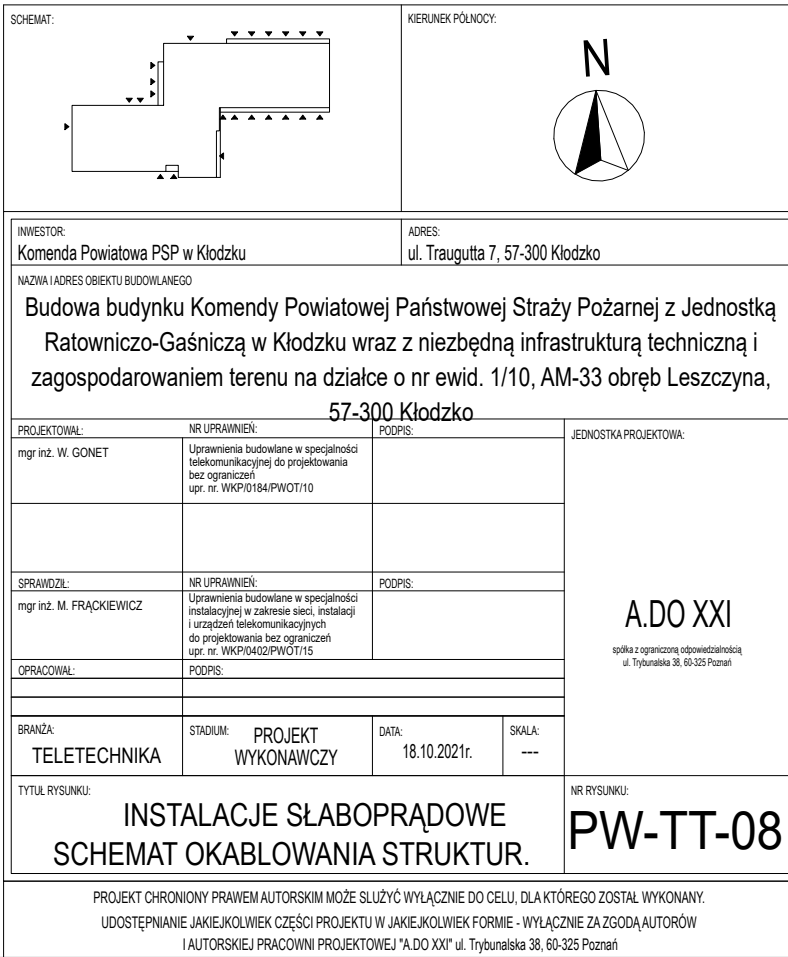 SCHEMAT:
KIERUNEK PÓŁNOCY:
N
INWESTOR:
Komenda Powiatowa PSP w Kłodzku
ADRES:
ul. Traugutta 7, 57-300 Kłodzko
NAZWA I ADRES OBIEKTU BUDOWLANEGO
Budowa budynku Komendy Powiatowej Państwowej Straży Pożarnej z Jednostką
Ratowniczo-Gaśniczą w Kłodzku wraz z niezbędną infrastrukturą techniczną i
zagospodarowaniem terenu na działce o nr ewid. 1/10, AM-33 obręb Leszczyna,
57-300 Kłodzko
PROJEKTOWAŁ:
NR UPRAWNIEŃ:
PODPIS:
JEDNOSTKA PROJEKTOWA:
mgr inż. W. GONET
Uprawnienia budowlane w specjalności
telekomunikacyjnej do projektowania
bez ograniczeń
upr. nr. WKP/0184/PWOT/10
SPRAWDZIŁ:
NR UPRAWNIEŃ:
PODPIS:
mgr inż. M. FRĄCKIEWICZ
Uprawnienia budowlane w specjalności
instalacyjnej w zakresie sieci, instalacji
i urządzeń telekomunikacyjnych
do projektowania bez ograniczeń
upr. nr. WKP/0402/PWOT/15
A.DO XXI
spółka z ograniczoną odpowiedzialnością
ul. Trybunalska 38, 60-325 Poznań
OPRACOWAŁ:
PODPIS:
BRANŻA:
TELETECHNIKA
STADIUM:
PROJEKT
WYKONAWCZY
DATA:
18.10.2021r.
SKALA:
---
TYTUŁ RYSUNKU:
INSTALACJE SŁABOPRĄDOWE
SCHEMAT OKABLOWANIA STRUKTUR.
NR RYSUNKU:
PW-TT-08
PROJEKT CHRONIONY PRAWEM AUTORSKIM MOŻE SLUŻYĆ WYŁĄCZNIE DO CELU, DLA KTÓREGO ZOSTAŁ WYKONANY.
UDOSTĘPNIANIE JAKIEJKOLWIEK CZĘŚCI PROJEKTU W JAKIEJKOLWIEK FORMIE - WYŁĄCZNIE ZA ZGODĄ AUTORÓW
I AUTORSKIEJ PRACOWNI PROJEKTOWEJ "A.DO XXI" ul. Trybunalska 38, 60-325 Poznań